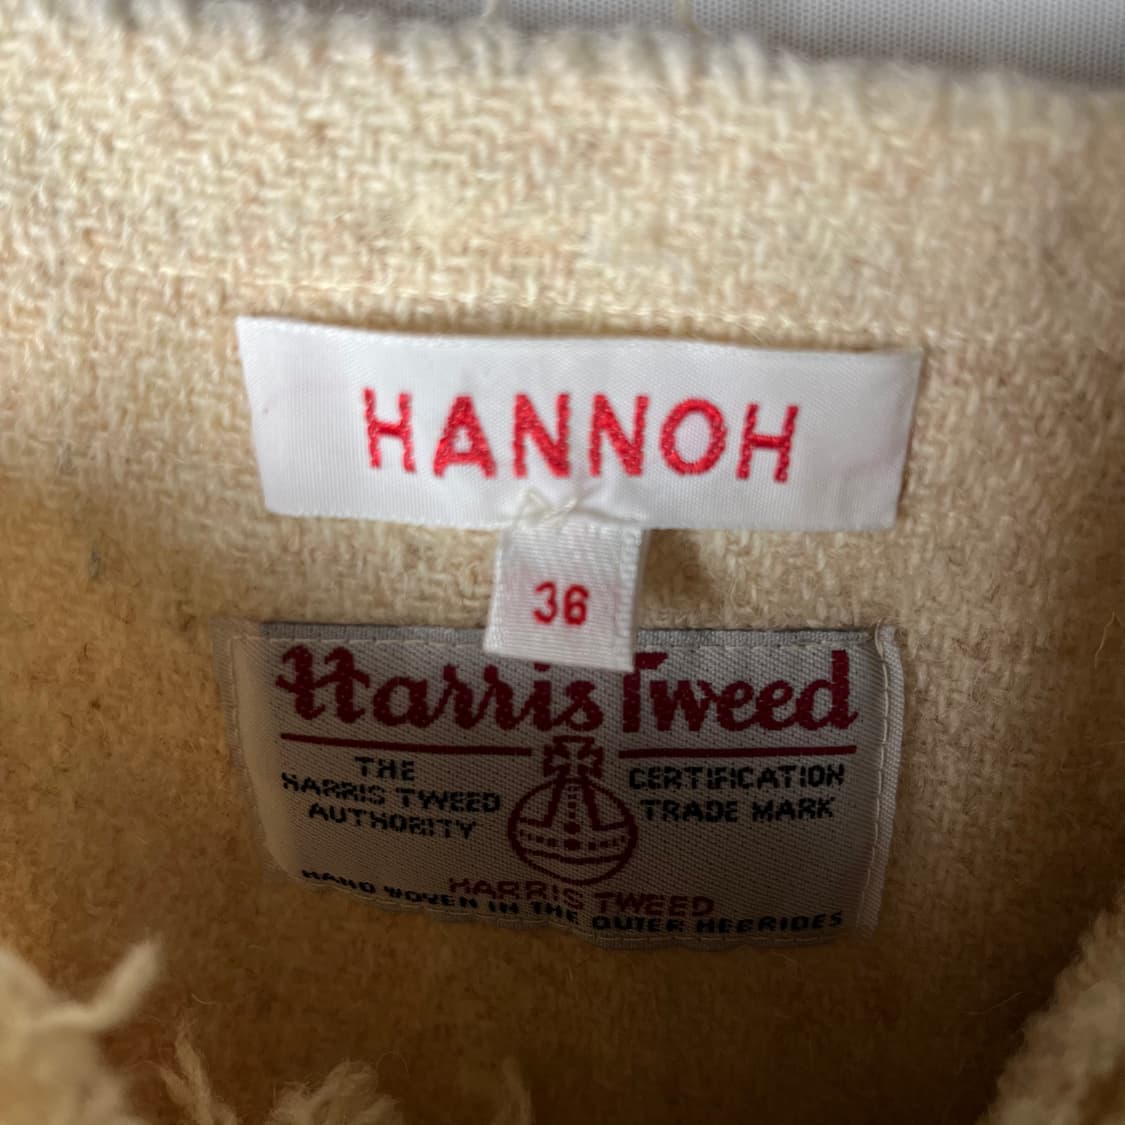 HANNOH
36
Harris Tweed
THE
HARRIS TWEED
AUTHORITY
CERTIFICATION
TRADE MARK
HARRIS TWEED
HAND WOVEN IN THE OUTER HEBRIDES